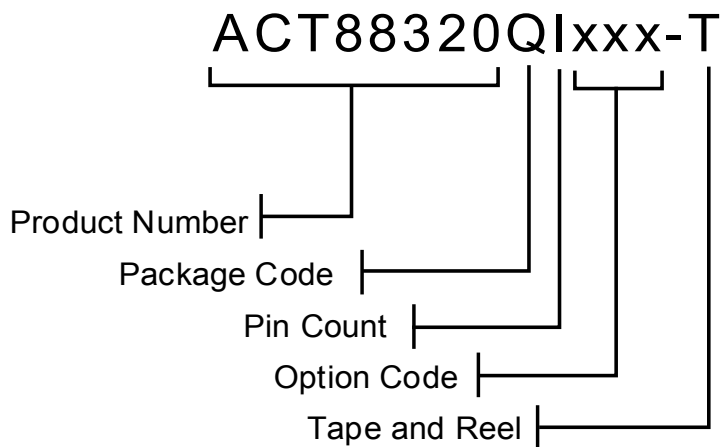 ACT88320QIxxx-T
Product Number
Package Code
Pin Count
Option Code
Tape and Reel